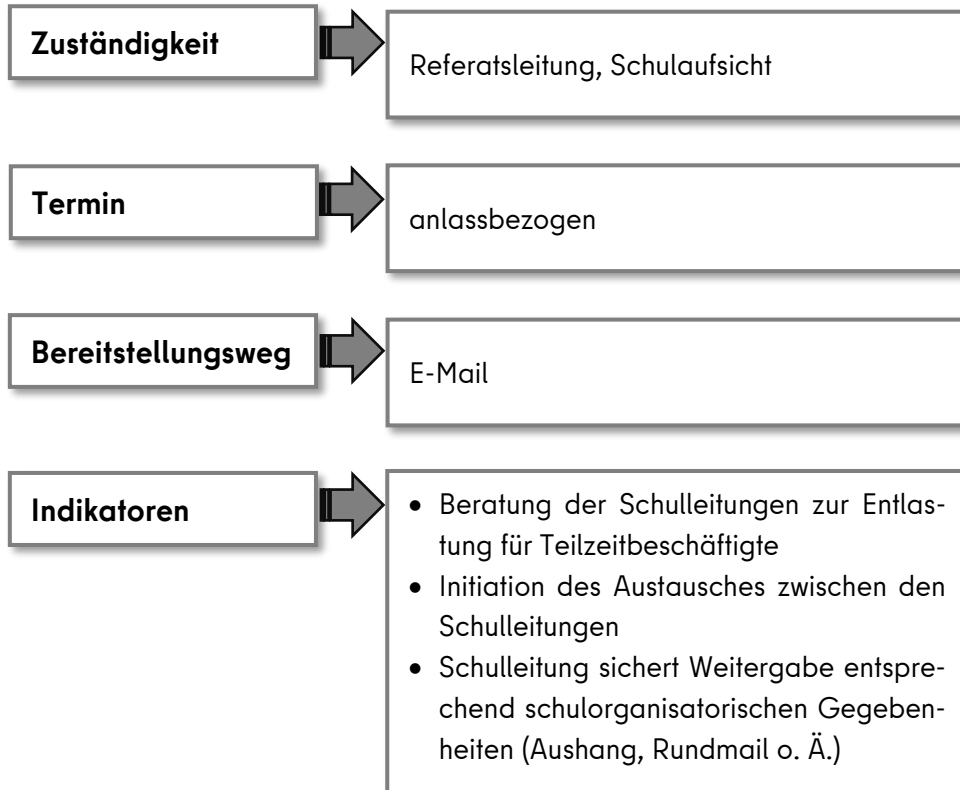 Zuständigkeit
Referatsleitung, Schulaufsicht
Termin
anlassbezogen
Bereitstellungsweg
E-Mail
Indikatoren
• Beratung der Schulleitungen zur Entlas-
tung für Teilzeitbeschäftigte
• Initiation des Austausches zwischen den
Schulleitungen
• Schulleitung sichert Weitergabe entspre-
chend schulorganisatorischen Gegeben-
heiten (Aushang, Rundmail o. Ä.)